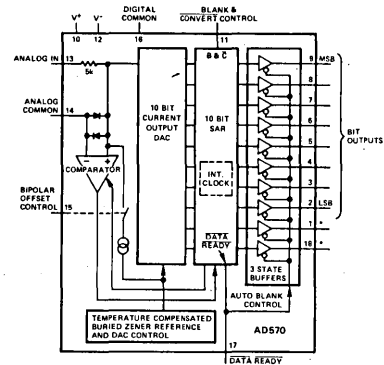 V+ V- DIGITAL COMMON BLANK & CONVERT CONTROL
10 12 16 11
ANALOG IN 13
5k
B & C
ANALOG COMMON 14
10 BIT CURRENT OUTPUT DAC
10 BIT SAR
INT. CLOCK
COMPARATOR
- +
BIPOLAR OFFSET CONTROL 15
DATA READY
9 MSB
8
7
6
5
4
3
2 LSB
1 *
18 *
BIT OUTPUTS
3 STATE BUFFERS
AUTO BLANK CONTROL
TEMPERATURE COMPENSATED
BURIED ZENER REFERENCE
AND DAC CONTROL
AD570
17
DATA READY